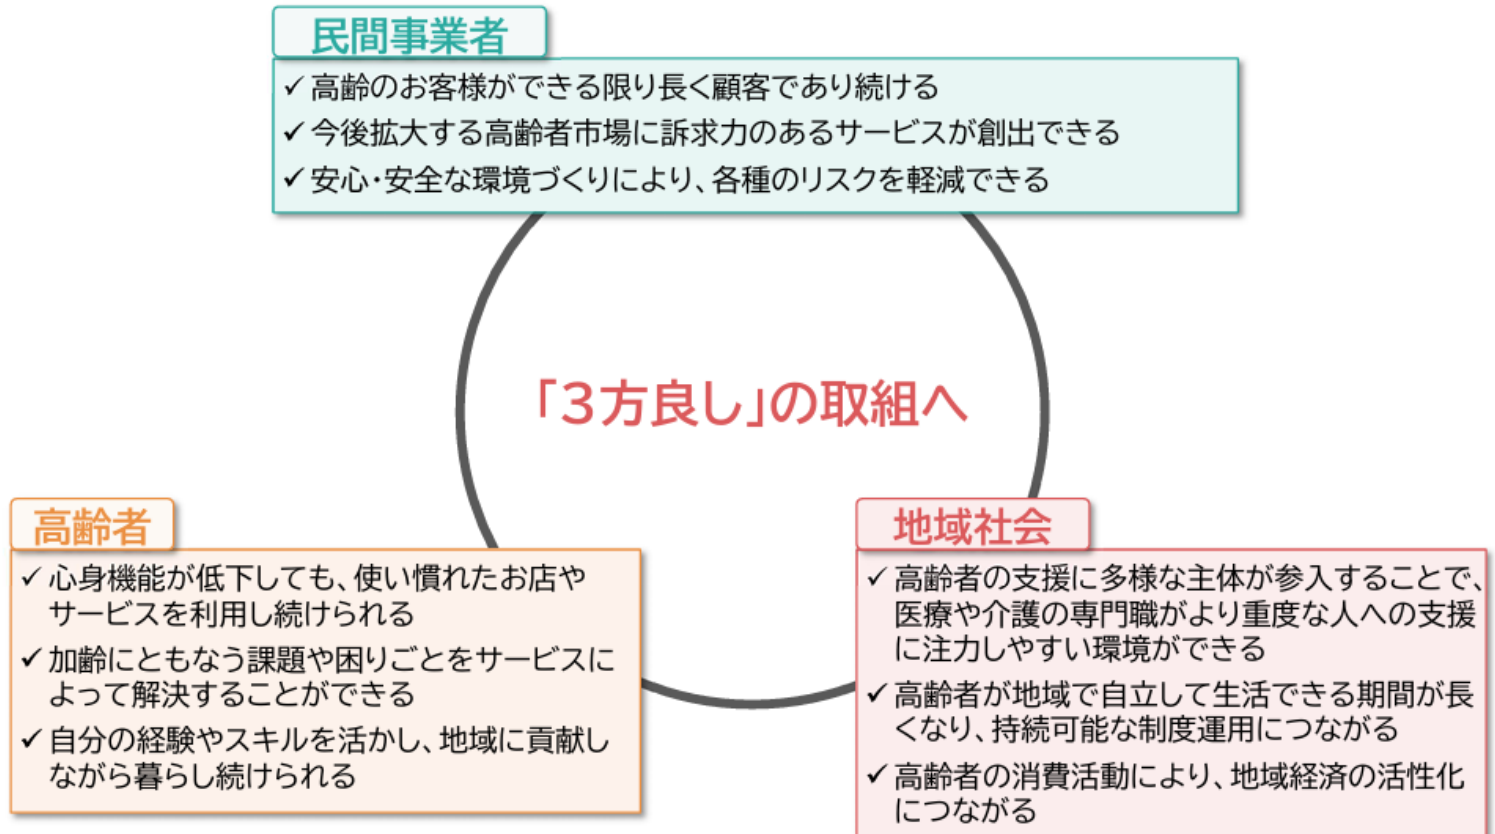 民間事業者
✓高齢のお客様ができる限り長く顧客であり続ける
✓今後拡大する高齢者市場に訴求力のあるサービスが創出できる
✓安心・安全な環境づくりにより、各種のリスクを軽減できる
「3方良し」の取組へ
高齢者
✓心身機能が低下しても、使い慣れたお店や
サービスを利用し続けられる
✓加齢にともなう課題や困りごとをサービスに
よって解決することができる
✓自分の経験やスキルを活かし、地域に貢献し
ながら暮らし続けられる
地域社会
✓高齢者の支援に多様な主体が参入することで、
医療や介護の専門職がより重度な人への支援
に注力しやすい環境ができる
✓高齢者が地域で自立して生活できる期間が長
くなり、持続可能な制度運用につながる
✓高齢者の消費活動により、地域経済の活性化
につながる